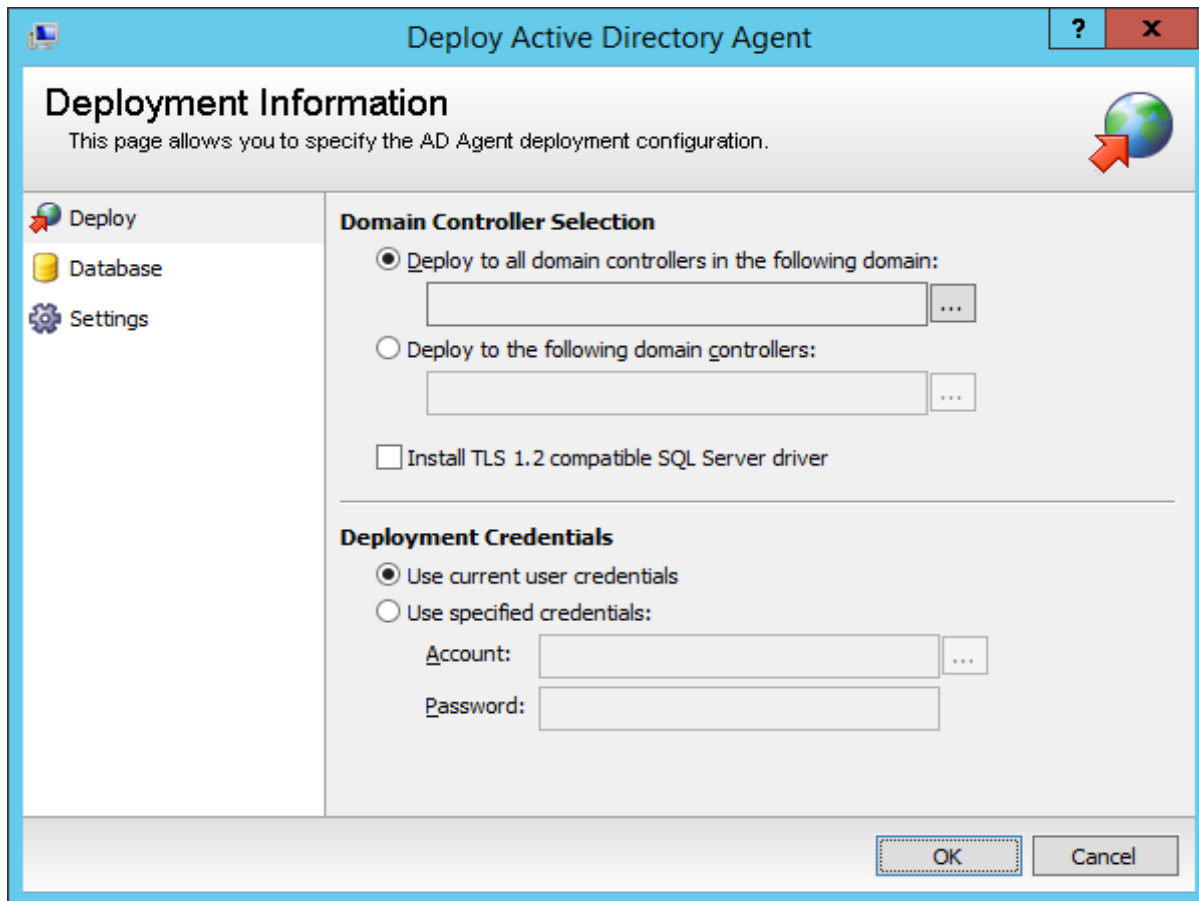 Deploy Active Directory Agent
? x
Deployment Information
This page allows you to specify the AD Agent deployment configuration.
Deploy
Database
Settings
Domain Controller Selection
Deploy to all domain controllers in the following domain:
...
Deploy to the following domain controllers:
...
Install TLS 1.2 compatible SQL Server driver
Deployment Credentials
Use current user credentials
Use specified credentials:
Account:
...
Password:
OK Cancel